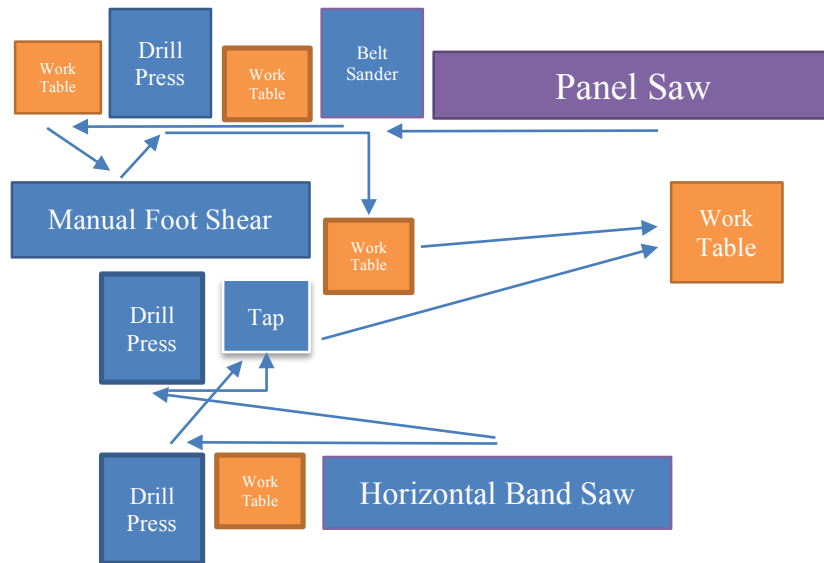 Work
Table
Drill
Press
Work
Table
Belt
Sander
Panel Saw
Manual Foot Shear
Work
Table
Work
Table
Drill
Press
Tap
Drill
Press
Work
Table
Horizontal Band Saw